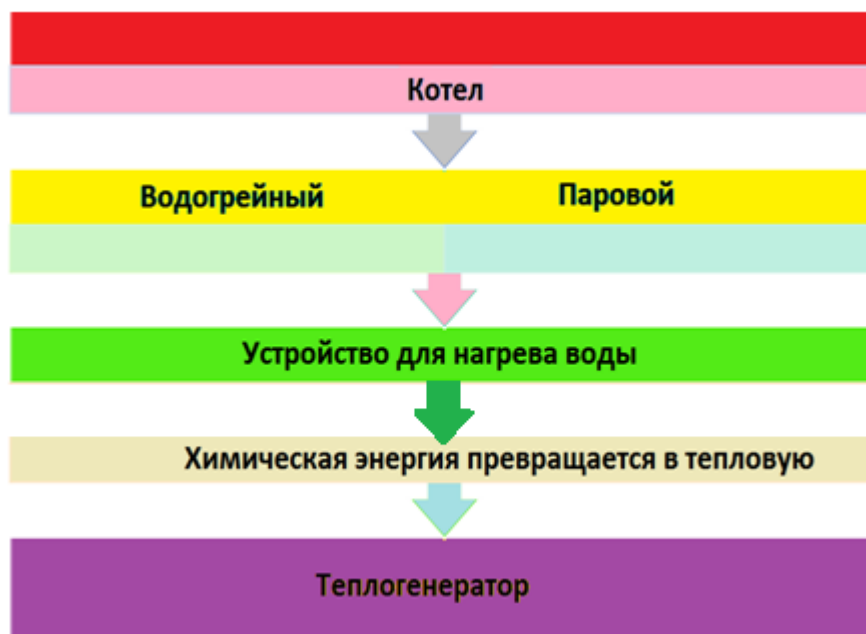 Котел
Водогрейный Паровой
Устройство для нагрева воды
Химическая энергия превращается в тепловую
Теплогенератор